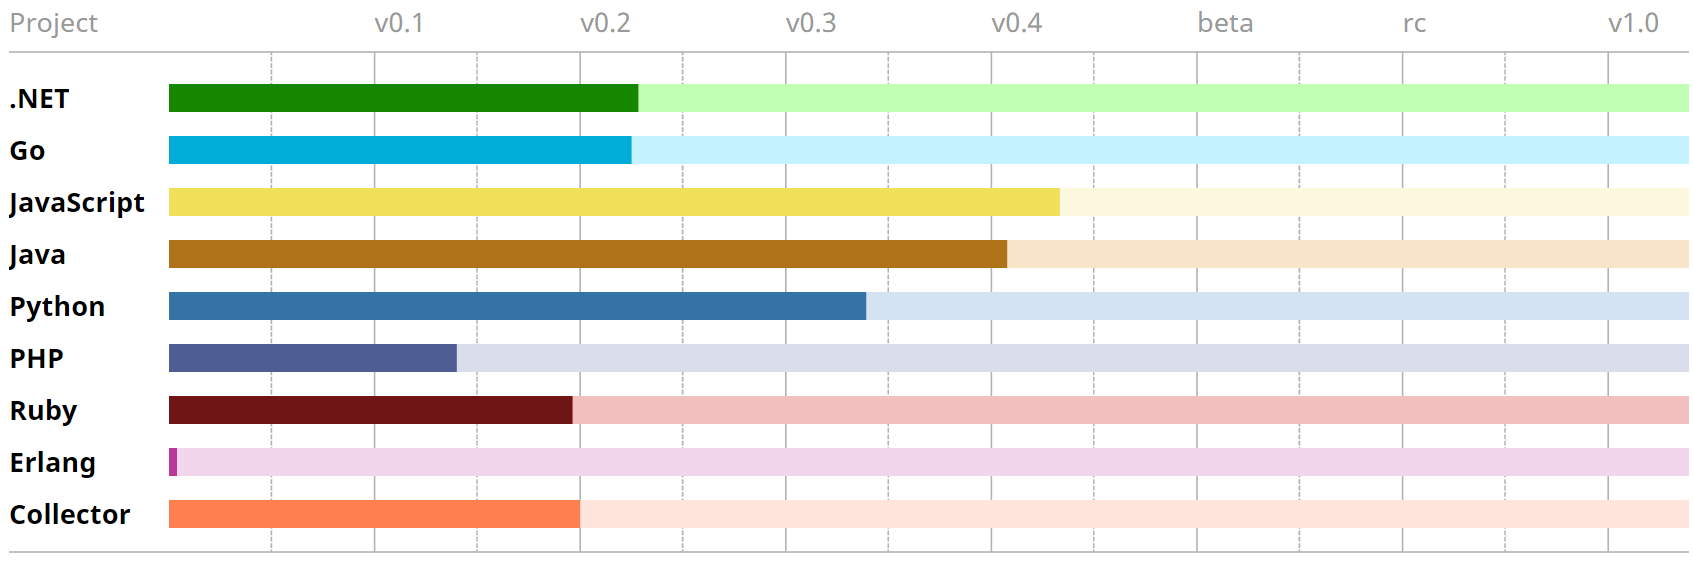 Project v0.1 v0.2 v0.3 v0.4 beta rc v1.0
.NET
Go
JavaScript
Java
Python
PHP
Ruby
Erlang
Collector